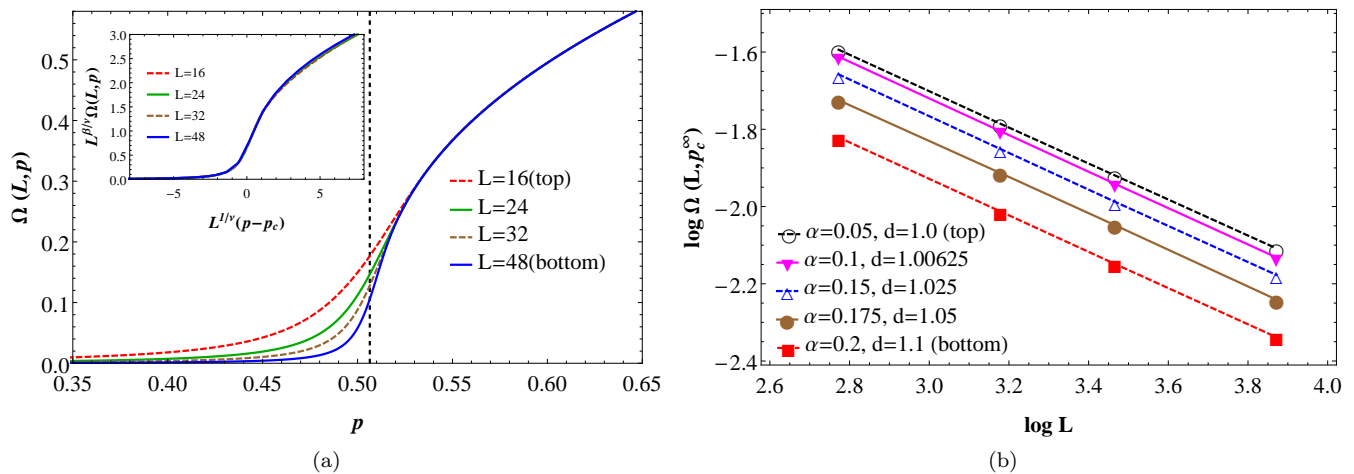 3.0
2.5
2.0
1.5
1.0
0.5
0.0
−5
0
5
L=16
L=24
L=32
L=48
L^{β/ν}Ω(L,p)
L^{1/ν}(p−p_c)
0.5
0.4
0.3
0.2
0.1
0.0
Ω (L,p)
L=16(top)
L=24
L=32
L=48(bottom)
0.35 0.40 0.45 0.50 0.55 0.60 0.65
p
(a)
−1.6
−1.8
−2.0
−2.2
−2.4
log Ω (L,p_c^∞)
α=0.05, d=1.0 (top)
α=0.1, d=1.00625
α=0.15, d=1.025
α=0.175, d=1.05
α=0.2, d=1.1 (bottom)
2.6 2.8 3.0 3.2 3.4 3.6 3.8 4.0
log L
(b)